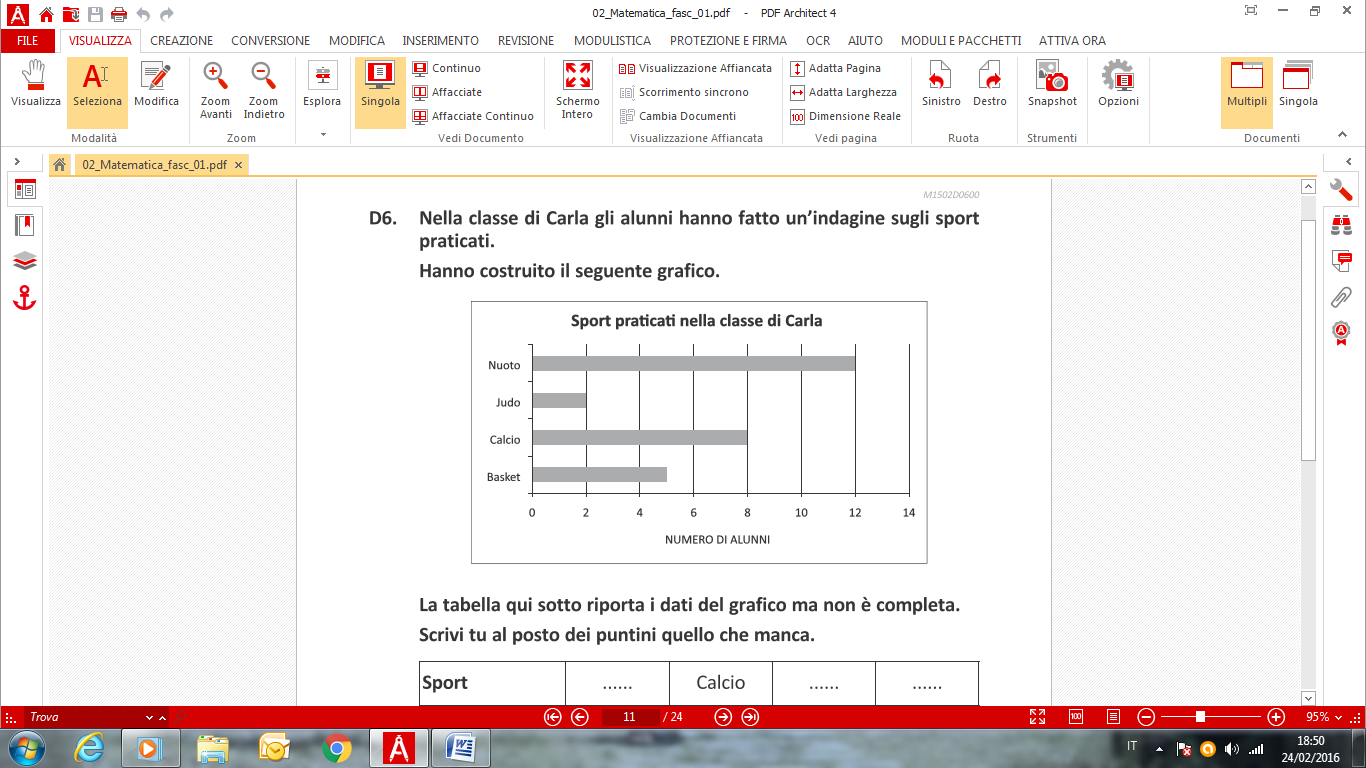 02_Matematica_fasc_01.pdf - PDF Architect 4
FILE VISUALIZZA CREAZIONE CONVERSIONE MODIFICA INSERIMENTO REVISIONE MODULISTICA PROTEZIONE E FIRMA OCR AIUTO MODULI E PACCHETTI ATTIVA ORA
Visualizza Seleziona Modifica
Modalità
Zoom Avanti
Zoom Indietro
Zoom
Esplora
Singola
Continuo
Affacciate
Affacciate Continuo
Vedi Documento
Schermo Intero
Visualizzazione Affiancata
Scorrimento sincrono
Cambia Documenti
Visualizzazione Affiancata
Adatta Pagina
Adatta Larghezza
100 Dimensione Reale
Vedi pagina
Sinistro Destro
Ruota
Snapshot
Strumenti
Opzioni
Multipli Singola
Documenti
02_Matematica_fasc_01.pdf ×
M1502D0600
D6. Nella classe di Carla gli alunni hanno fatto un’indagine sugli sport
praticati.
Hanno costruito il seguente grafico.
Sport praticati nella classe di Carla
Nuoto
Judo
Calcio
Basket
0 2 4 6 8 10 12 14
NUMERO DI ALUNNI
La tabella qui sotto riporta i dati del grafico ma non è completa.
Scrivi tu al posto dei puntini quello che manca.
Sport ...... Calcio ...... ......
Trova 11 / 24 100 95%
IT 18:50
24/02/2016